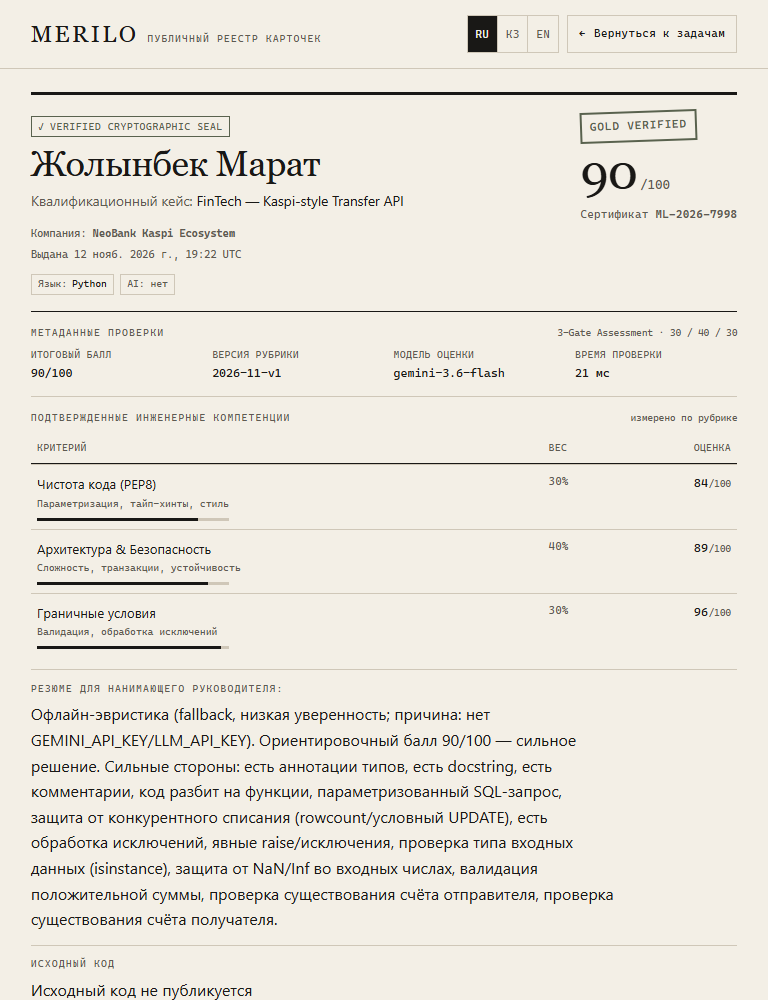 MERILO ПУБЛИЧНЫЙ РЕЕСТР КАРТОЧЕК
RU КЗ EN ← Вернуться к задачам
✓ VERIFIED CRYPTOGRAPHIC SEAL
GOLD VERIFIED
Жолынбек Марат
90/100
Квалификационный кейс: FinTech — Kaspi-style Transfer API
Сертификат ML-2026-7998
Компания: NeoBank Kaspi Ecosystem
Выдана 12 нояб. 2026 г., 19:22 UTC
Язык: Python AI: нет
МЕТАДАННЫЕ ПРОВЕРКИ 3-Gate Assessment · 30 / 40 / 30
ИТОГОВЫЙ БАЛЛ ВЕРСИЯ РУБРИКИ МОДЕЛЬ ОЦЕНКИ ВРЕМЯ ПРОВЕРКИ
90/100 2026-11-v1 gemini-3.6-flash 21 мс
ПОДТВЕРЖДЕННЫЕ ИНЖЕНЕРНЫЕ КОМПЕТЕНЦИИ измерено по рубрике
КРИТЕРИЙ ВЕС ОЦЕНКА
Чистота кода (PEP8) 30% 84/100
Параметризация, тайп-хинты, стиль
Архитектура & Безопасность 40% 89/100
Сложность, транзакции, устойчивость
Граничные условия 30% 96/100
Валидация, обработка исключений
РЕЗЮМЕ ДЛЯ НАНИМАЮЩЕГО РУКОВОДИТЕЛЯ:
Офлайн-эвристика (fallback, низкая уверенность; причина: нет
GEMINI_API_KEY/LLM_API_KEY). Ориентировочный балл 90/100 — сильное
решение. Сильные стороны: есть аннотации типов, есть docstring, есть
комментарии, код разбит на функции, параметризованный SQL-запрос,
защита от конкурентного списания (rowcount/условный UPDATE), есть
обработка исключений, явные raise/исключения, проверка типа входных
данных (isinstance), защита от NaN/Inf во входных числах, валидация
положительной суммы, проверка существования счёта отправителя, проверка
существования счёта получателя.
ИСХОДНЫЙ КОД
Исходный код не публикуется